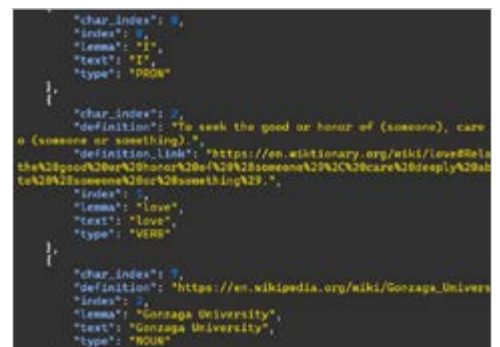 {
"char_index": 0,
"index": 0,
"lemma": "I",
"text": "I",
"type": "PRON"
},
{
"char_index": 2,
"definition": "To seek the good or honor of (someone), care
o (someone or something).",
"definition_link": "https://en.wiktionary.org/wiki/love#Rela
the%20good%20or%20honor%20of%20%28someone%29%2C%20care%20deeply%20ab
to%20%28someone%20or%20something%29.",
"index": 1,
"lemma": "love",
"text": "love",
"type": "VERB"
},
{
"char_index": 7,
"definition": "https://en.wikipedia.org/wiki/Gonzaga_Univers
"index": 2,
"lemma": "Gonzaga University",
"text": "Gonzaga University",
"type": "NOUN"